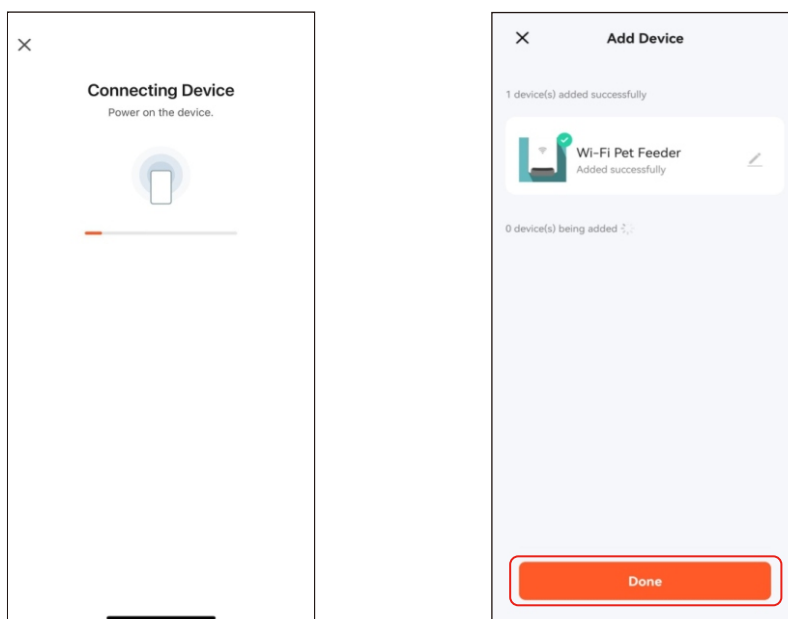 Connecting Device
Power on the device.
Add Device
1 device(s) added successfully
Wi-Fi Pet Feeder
Added successfully
0 device(s) being added
Done